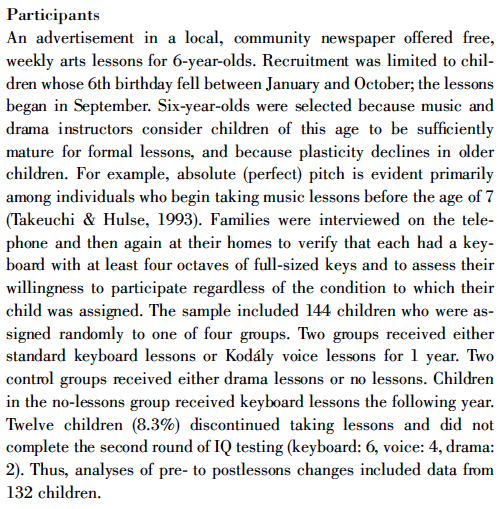 Participants
An advertisement in a local, community newspaper offered free,
weekly arts lessons for 6-year-olds. Recruitment was limited to chil-
dren whose 6th birthday fell between January and October; the lessons
began in September. Six-year-olds were selected because music and
drama instructors consider children of this age to be sufficiently
mature for formal lessons, and because plasticity declines in older
children. For example, absolute (perfect) pitch is evident primarily
among individuals who begin taking music lessons before the age of 7
(Takeuchi & Hulse, 1993). Families were interviewed on the tele-
phone and then again at their homes to verify that each had a key-
board with at least four octaves of full-sized keys and to assess their
willingness to participate regardless of the condition to which their
child was assigned. The sample included 144 children who were as-
signed randomly to one of four groups. Two groups received either
standard keyboard lessons or Kodály voice lessons for 1 year. Two
control groups received either drama lessons or no lessons. Children
in the no-lessons group received keyboard lessons the following year.
Twelve children (8.3%) discontinued taking lessons and did not
complete the second round of IQ testing (keyboard: 6, voice: 4, drama:
2). Thus, analyses of pre- to postlessons changes included data from
132 children.